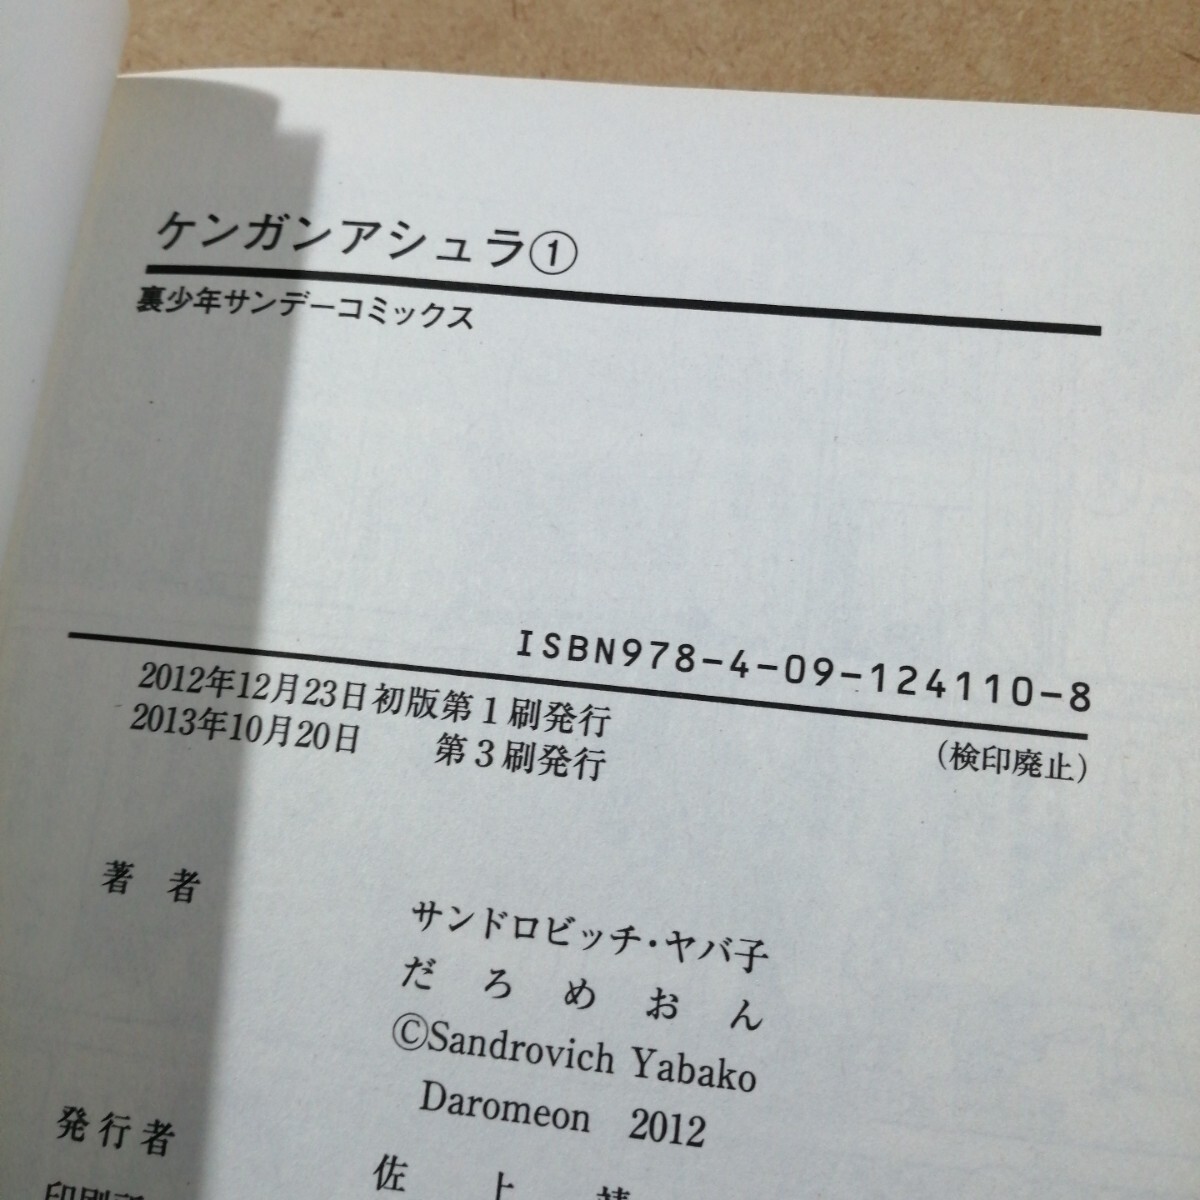 ケンガンアシュラ①
裏少年サンデーコミックス
ISBN978-4-09-124110-8
2012年12月23日初版第1刷発行
2013年10月20日 第3刷発行
(検印廃止)
著 者
サンドロビッチ・ヤバ子
だ ろ め お ん
©Sandrovich Yabako
Daromeon 2012
発行者
佐 上 靖
印刷所